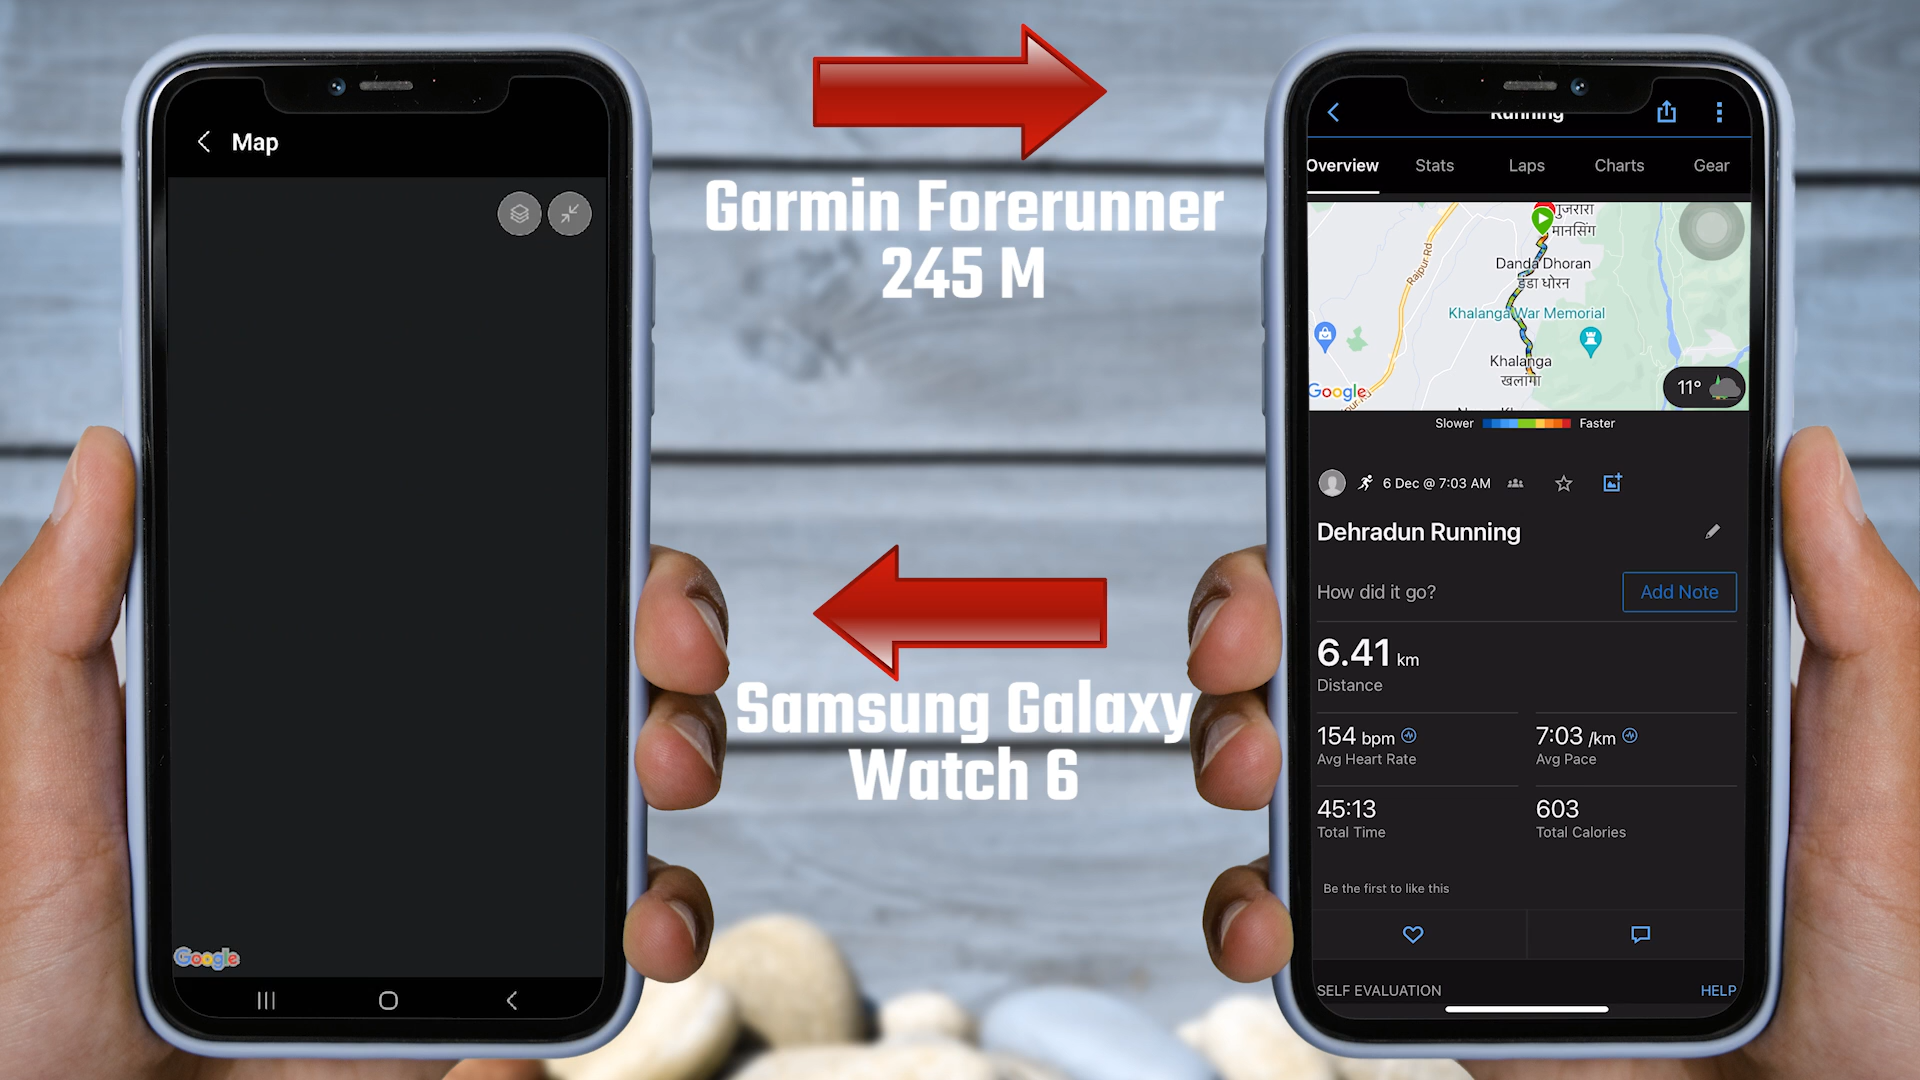 Map
Google
Garmin Forerunner
245 M
Samsung Galaxy
Watch 6
Running
Overview Stats Laps Charts Gear
गुजरारा
मानसिंग
Danda Dhoran
डंडा धोरन
Rajpur Rd
Khalanga War Memorial
Khalanga
खलंगा
Google
11°
Slower Faster
6 Dec @ 7:03 AM
Dehradun Running
How did it go? Add Note
6.41 km
Distance
154 bpm 7:03 /km
Avg Heart Rate Avg Pace
45:13 603
Total Time Total Calories
Be the first to like this
SELF EVALUATION HELP